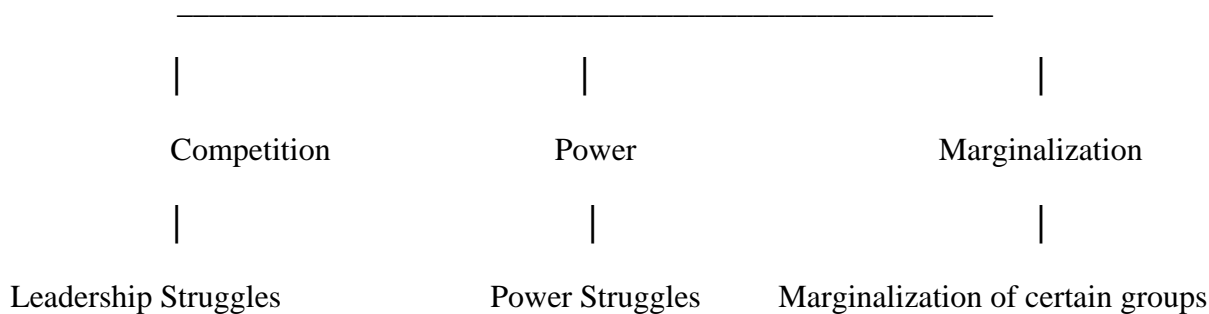 Competition Power Marginalization
Leadership Struggles Power Struggles Marginalization of certain groups